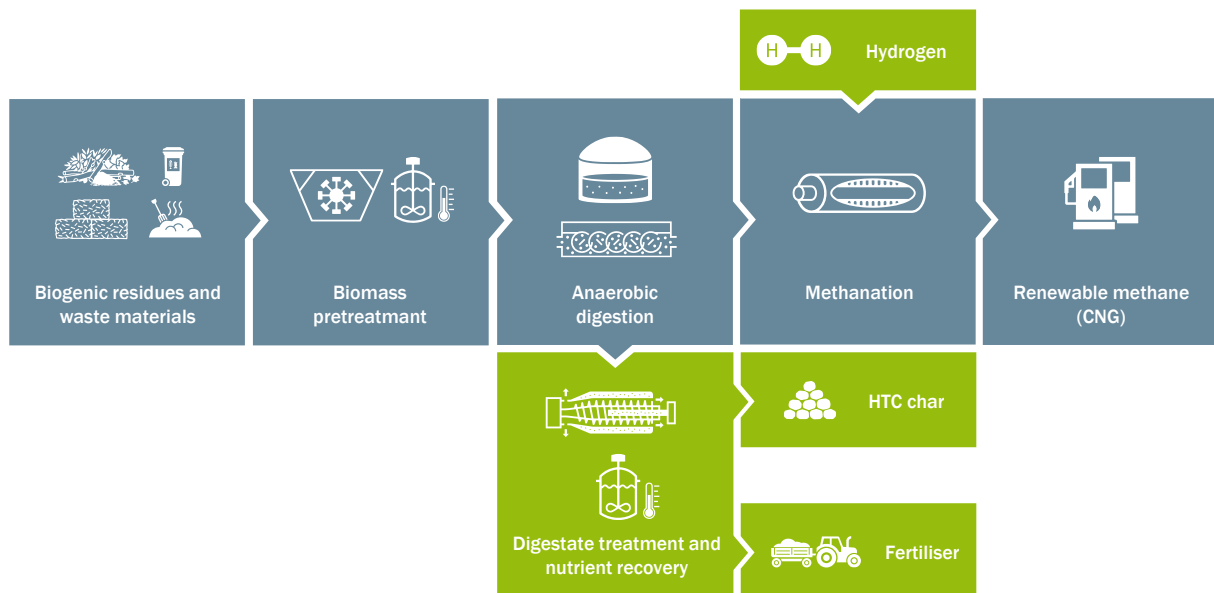 H H Hydrogen
Biogenic residues and
waste materials
Biomass
pretreatmant
Anaerobic
digestion
Methanation
Renewable methane
(CNG)
HTC char
Digestate treatment and
nutrient recovery
Fertiliser